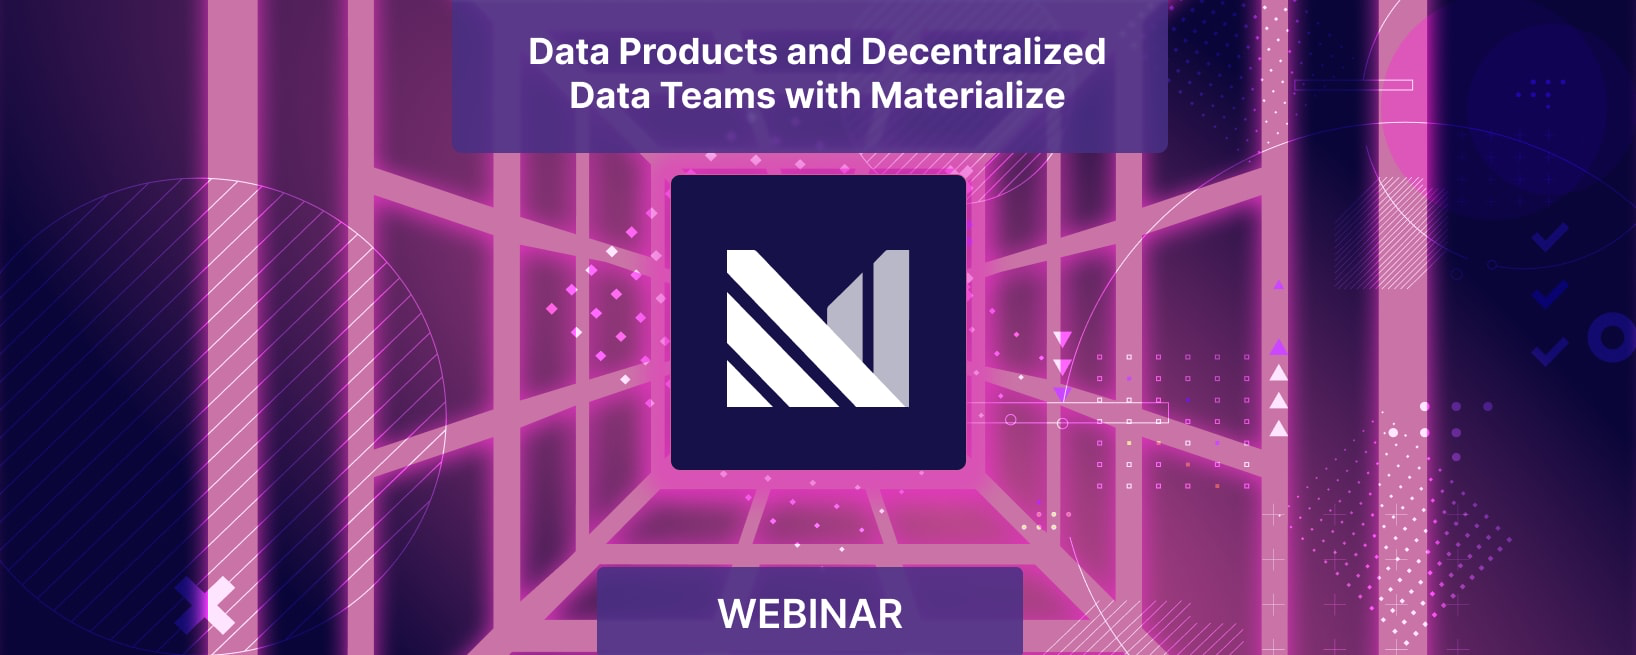 Data Products and Decentralized
Data Teams with Materialize
WEBINAR